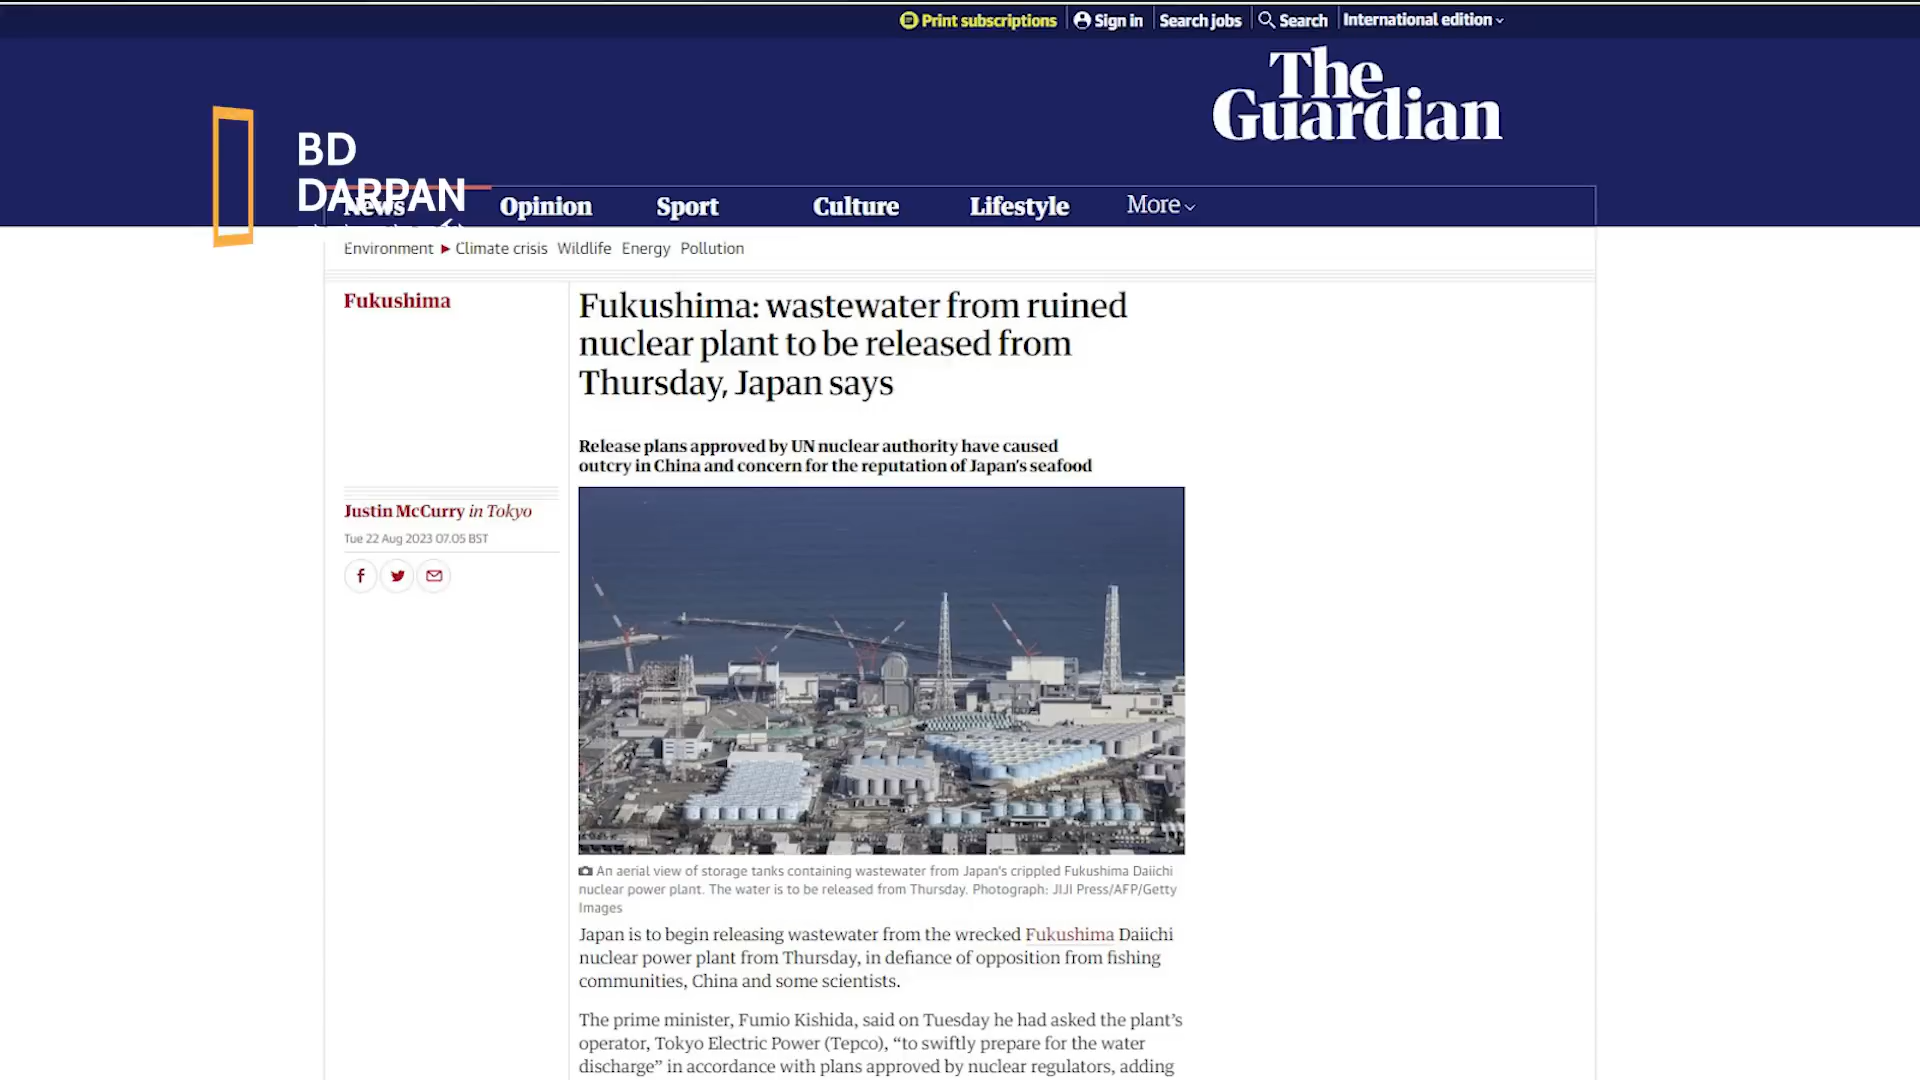 Print subscriptions
Sign in
Search jobs
Search
International edition
The
Guardian
BD
DARPAN
News
Opinion
Sport
Culture
Lifestyle
More
Environment
Climate crisis
Wildlife
Energy
Pollution
Fukushima
Fukushima: wastewater from ruined
nuclear plant to be released from
Thursday, Japan says
Release plans approved by UN nuclear authority have caused
outcry in China and concern for the reputation of Japan's seafood
Justin McCurry in Tokyo
Tue 22 Aug 2023 07.05 BST
An aerial view of storage tanks containing wastewater from Japan's crippled Fukushima Daiichi
nuclear power plant. The water is to be released from Thursday. Photograph: JIJI Press/AFP/Getty
Images
Japan is to begin releasing wastewater from the wrecked Fukushima Daiichi
nuclear power plant from Thursday, in defiance of opposition from fishing
communities, China and some scientists.
The prime minister, Fumio Kishida, said on Tuesday he had asked the plant's
operator, Tokyo Electric Power (Tepco), “to swiftly prepare for the water
discharge” in accordance with plans approved by nuclear regulators, adding